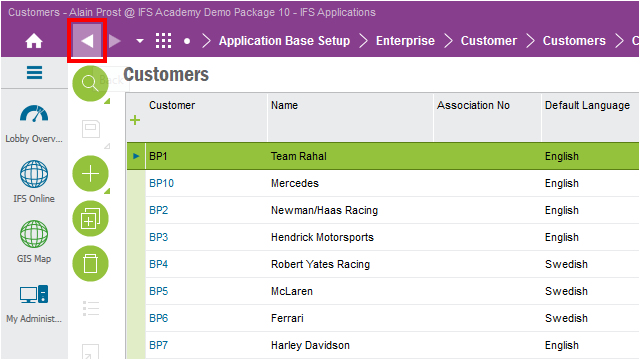 Customers - Alain Prost @ IFS Academy Demo Package 10 - IFS Applications
Application Base Setup Enterprise Customer Customers C
Customers
Customer Name Association No Default Language
BP1 Team Rahal English
BP10 Mercedes English
BP2 Newman/Haas Racing English
BP3 Hendrick Motorsports English
BP4 Robert Yates Racing Swedish
BP5 McLaren Swedish
BP6 Ferrari Swedish
BP7 Harley Davidson English
Lobby Overv...
IFS Online
GIS Map
My Administ...